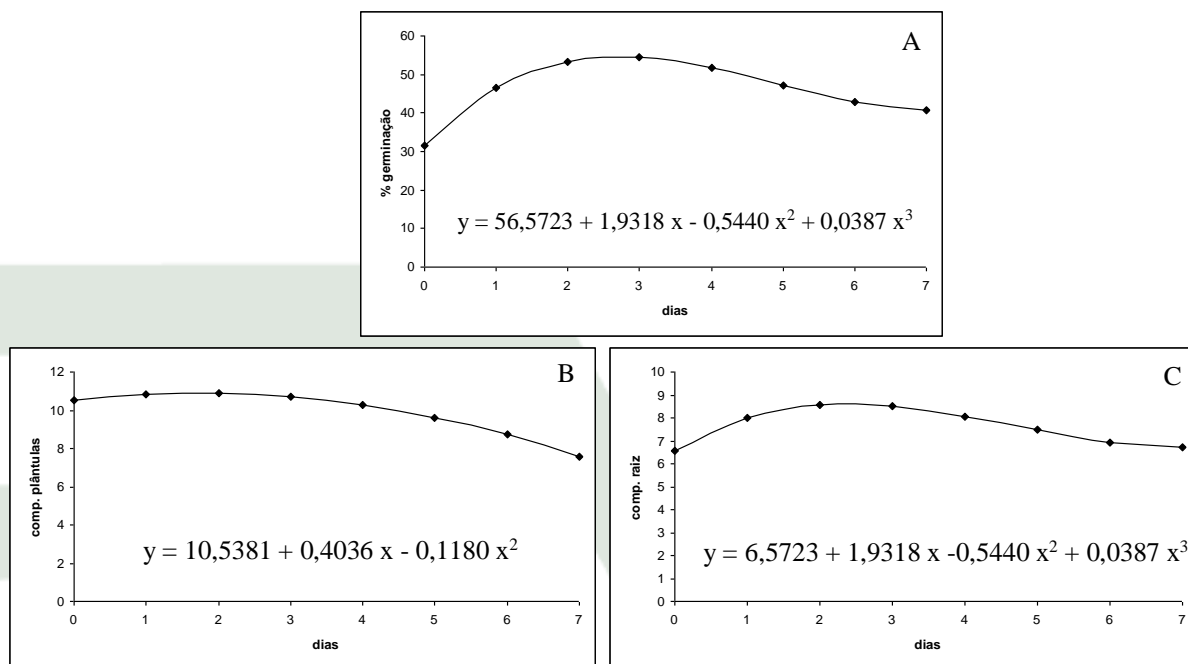 A
60
50
40
30
20
10
0
% germinação
y = 56,5723 + 1,9318 x - 0,5440 x² + 0,0387 x³
0 1 2 3 4 5 6 7
dias
B
12
10
8
6
4
2
0
comp. plântulas
y = 10,5381 + 0,4036 x - 0,1180 x²
0 1 2 3 4 5 6 7
dias
C
10
9
8
7
6
5
4
3
2
1
0
comp. raiz
y = 6,5723 + 1,9318 x -0,5440 x² + 0,0387 x³
0 1 2 3 4 5 6 7
dias